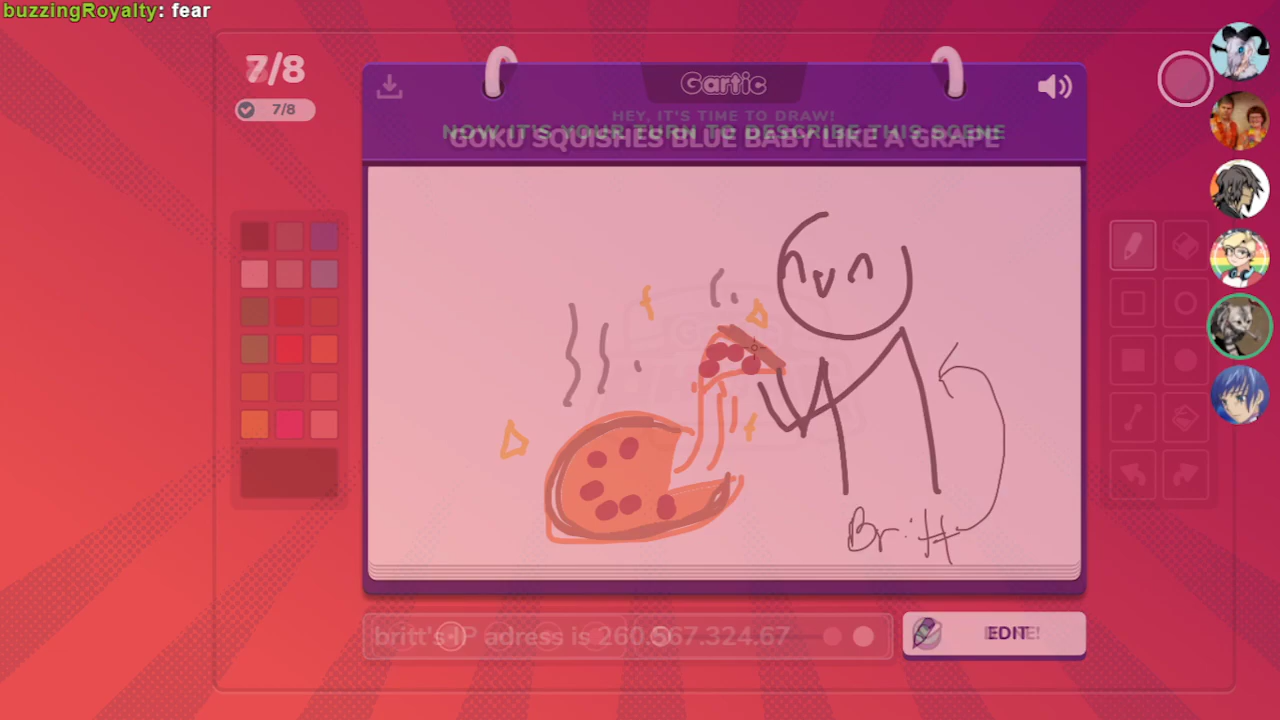 buzzingRoyalty: fear
7/8
7/8
Gartic
HEY, IT'S TIME TO DRAW!
NOW IT'S YOUR TURN TO DESCRIBE THIS SCENE
GOKU SQUISHES BLUE BABY LIKE A GRAPE
Britt
britt's IP adress is 260.567.324.67
EDIT